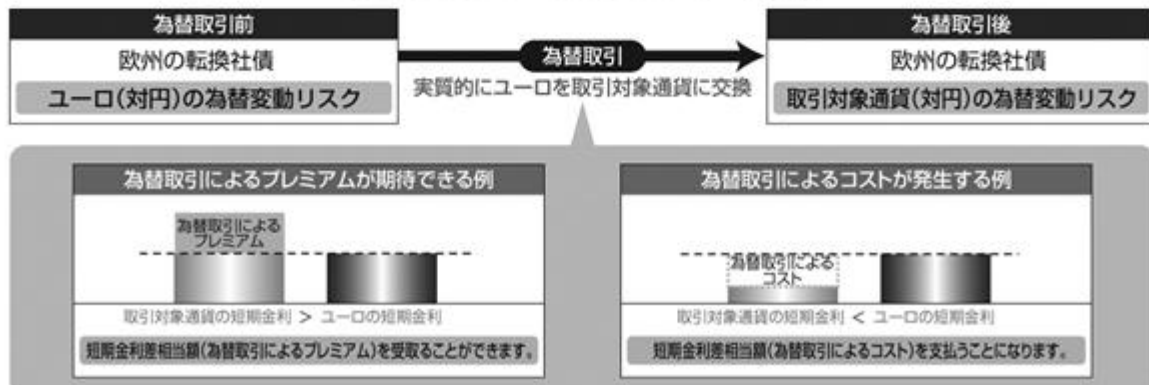 為替取引前
欧州の転換社債
ユーロ(対円)の為替変動リスク
為替取引
実質的にユーロを取引対象通貨に交換
為替取引後
欧州の転換社債
取引対象通貨(対円)の為替変動リスク
為替取引によるプレミアムが期待できる例
為替取引による
プレミアム
取引対象通貨の短期金利 > ユーロの短期金利
短期金利差相当額(為替取引によるプレミアム)を受取ることができます。
為替取引によるコストが発生する例
為替取引による
コスト
取引対象通貨の短期金利 < ユーロの短期金利
短期金利差相当額(為替取引によるコスト)を支払うことになります。